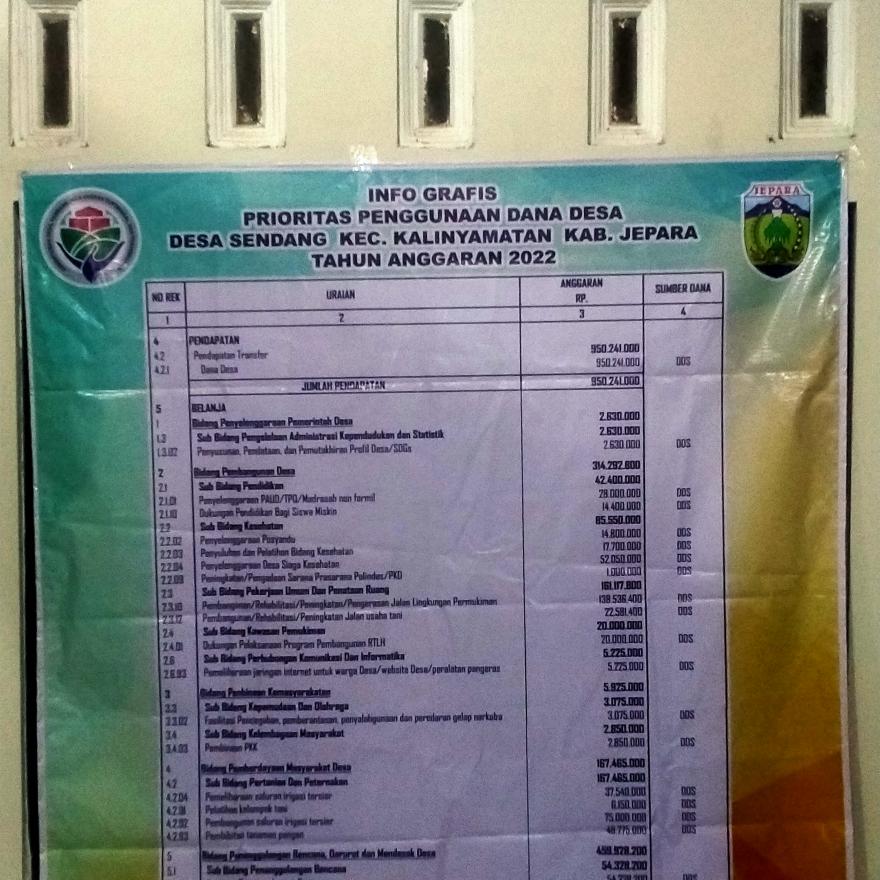 INFO GRAFIS
PRIORITAS PENGGUNAAN DANA DESA
DESA SENDANG KEC. KALINYAMATAN KAB. JEPARA
TAHUN ANGGARAN 2022
JEPARA
NO. REK URAIAN ANGGARAN RP. SUMBER DANA
1 2 3 4
4 PENDAPATAN
4.2 Pendapatan Transfer 950.241.000
4.2.1 Dana Desa 950.241.000 DDS
JUMLAH PENDAPATAN 950.241.000
5 BELANJA
1 Bidang Penyelenggaraan Pemerintah Desa 2.630.000
1.3 Sub Bidang Pengelolaan Administrasi Kependudukan dan Statistik 2.630.000
1.3.02 Penyusunan, Pendataan, dan Pemutakhiran Profil Desa/SDGs 2.630.000 DDS
2 Bidang Pembangunan Desa 314.292.800
2.1 Sub Bidang Pendidikan 42.400.000
2.1.01 Penyelenggaraan PAUD/TPQ/Madrasah non formil 28.000.000 DDS
2.1.10 Dukungan Pendidikan Bagi Siswa Miskin 14.400.000 DDS
2.2 Sub Bidang Kesehatan 85.550.000
2.2.02 Penyelenggaraan Posyandu 14.800.000 DDS
2.2.03 Penyuluhan dan Pelatihan Bidang Kesehatan 17.700.000 DDS
2.2.04 Penyelenggaraan Desa Siaga Kesehatan 52.050.000 DDS
2.2.09 Peningkatan/Pengadaan Sarana Prasarana Polindes/PKD 1.000.000 DDS
2.3 Sub Bidang Pekerjaan Umum Dan Penataan Ruang 161.117.800
2.3.10 Pembangunan/Rehabilitasi/Peningkatan/Pengerasan Jalan Lingkungan Permukiman 138.536.400 DDS
2.3.12 Pembangunan/Rehabilitasi/Peningkatan Jalan usaha tani 22.581.400 DDS
2.4 Sub Bidang Kawasan Pemukiman 20.000.000
2.4.01 Dukungan Pelaksanaan Program Pembangunan RTLH 20.000.000 DDS
2.6 Sub Bidang Perhubungan Komunikasi Dan Informatika 5.225.000
2.6.93 Pemeliharaan jaringan internet untuk warga Desa/website Desa/peralatan pengeras 5.225.000 DDS
3 Bidang Pembinaan Kemasyarakatan 5.925.000
3.3 Sub Bidang Kepemudaan Dan Olahraga 3.075.000
3.3.02 Fasilitasi Pencegahan, pemberantasan, penyalahgunaan dan peredaran gelap narkoba 3.075.000 DDS
3.4 Sub Bidang Kelembagaan Masyarakat 2.850.000
3.4.03 Pembinaan PKK 2.850.000 DDS
4 Bidang Pemberdayaan Masyarakat Desa 167.465.000
4.2 Sub Bidang Pertanian Dan Peternakan 167.465.000
4.2.04 Pemeliharaan saluran irigasi tersier 37.540.000 DDS
4.2.91 Pelatihan kelompok tani 6.150.000 DDS
4.2.92 Pembangunan saluran irigasi tersier 75.000.000 DDS
4.2.93 Pembibitan tanaman pangan 48.775.000 DDS
5 Bidang Penanggulangan Bencana, Darurat dan Mendesak Desa 459.928.200
5.1 Sub Bidang Penanggulangan Bencana 54.328.200
54.328.200 DDS